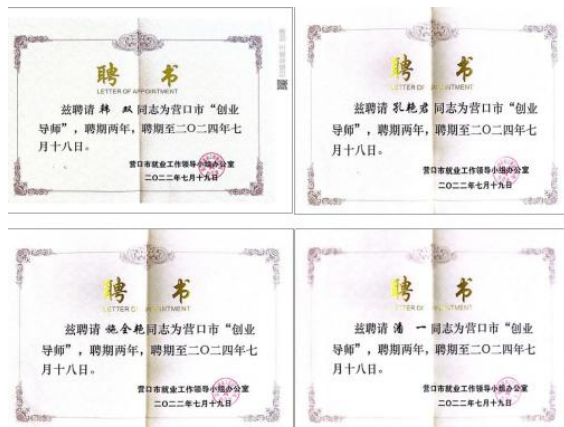 聘 书
LETTER OF APPOINTMENT
兹聘请 韩 双 同志为营口市“创业
导师”，聘期两年，聘期至二〇二四年七
月十八日。
营口市就业工作领导小组办公室
二〇二二年七月十九日
聘 书
LETTER OF APPOINTMENT
兹聘请 孔艳君 同志为营口市“创业
导师”，聘期两年，聘期至二〇二四年七
月十八日。
营口市就业工作领导小组办公室
二〇二二年七月十九日
聘 书
LETTER OF APPOINTMENT
兹聘请 施金艳 同志为营口市“创业
导师”，聘期两年，聘期至二〇二四年七
月十八日。
营口市就业工作领导小组办公室
二〇二二年七月十九日
聘 书
LETTER OF APPOINTMENT
兹聘请 潘 一 同志为营口市“创业
导师”，聘期两年，聘期至二〇二四年七
月十八日。
营口市就业工作领导小组办公室
二〇二二年七月十九日